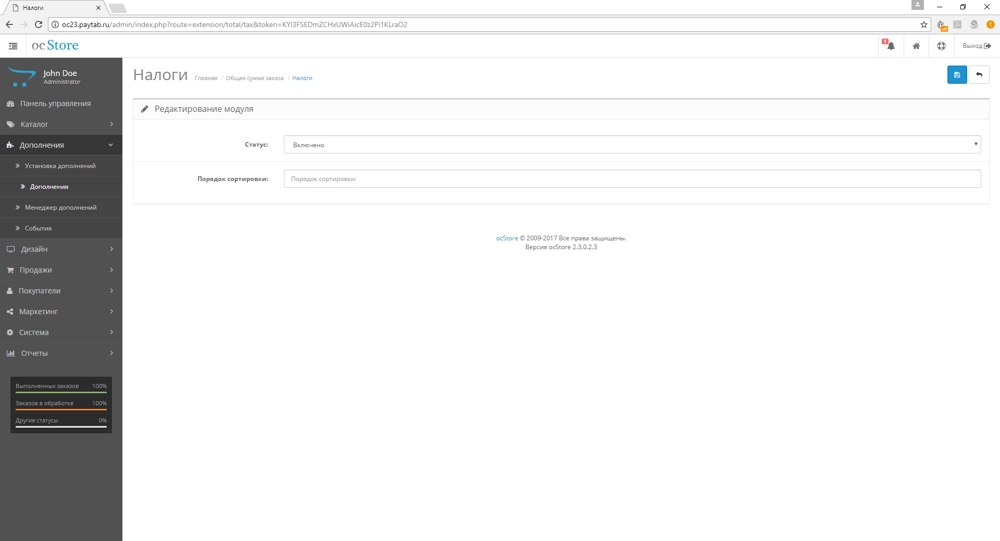 Налоги
oc23.paytab.ru/admin/index.php?route=extension/total/tax&token=KYI3FSEDmZCHxUWiAicE0z2Pi1KLraO2
off
ocStore
1
Выход
John Doe
Administrator
Панель управления
Каталог
Дополнения
Установка дополнений
Дополнения
Менеджер дополнений
События
Дизайн
Продажи
Покупатели
Маркетинг
Система
Отчеты
Выполненных заказов 100%
Заказов в обработке 100%
Другие статусы 0%
Налоги Главная / Общая сумма заказа / Налоги
Редактирование модуля
Статус: Включено
Порядок сортировки: Порядок сортировки:
ocStore © 2009-2017 Все права защищены.
Версия ocStore 2.3.0.2.3